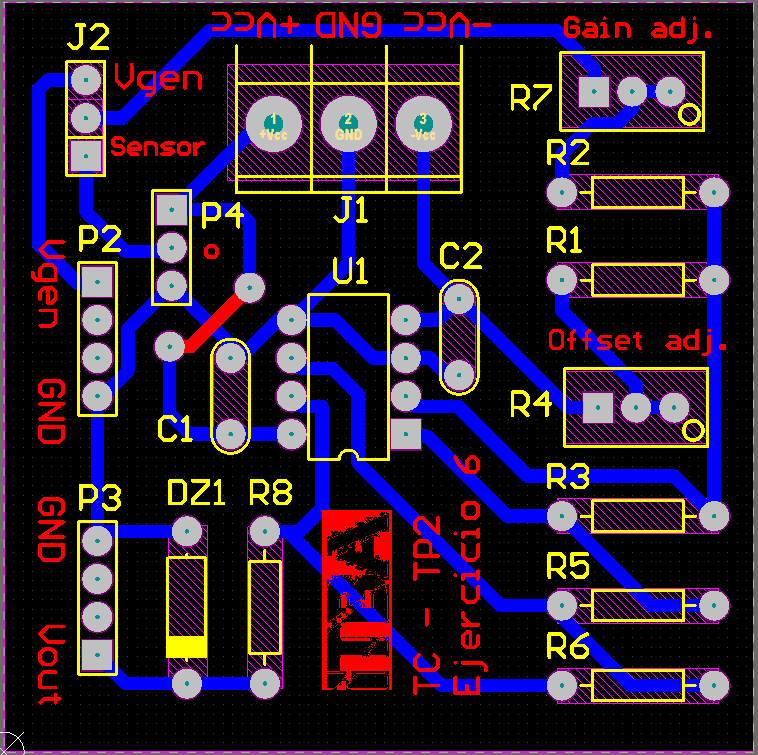 -Vcc GND +Vcc
Gain adj.
J2
Vgen
Sensor
1
+Vcc
2
GND
3
-Vcc
R7
J1
R2
P4
o
P2
Vgen
GND
U1
C2
R1
Offset adj.
R4
C1
R3
P3
GND
Vout
DZ1
R8
TC - TP2
Ejercicio 6
R5
R6